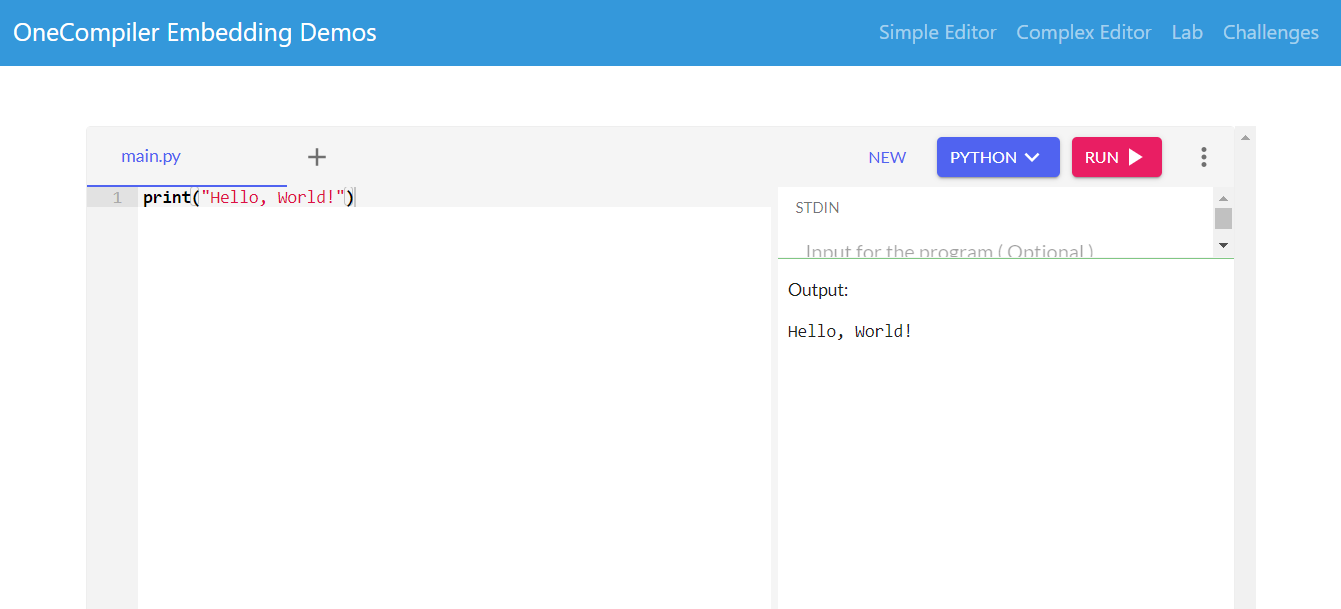 OneCompiler Embedding Demos
Simple Editor Complex Editor Lab Challenges
main.py + NEW PYTHON RUN
1 print("Hello, World!")
STDIN
Input for the program ( Optional )
Output:
Hello, World!